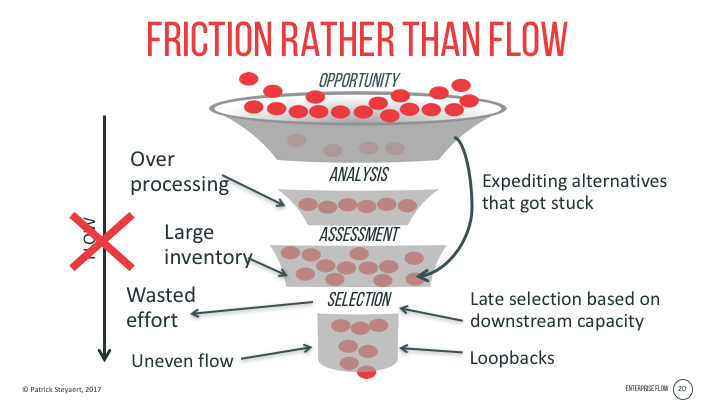 FRICTION RATHER THAN FLOW
OPPORTUNITY
Over
processing
ANALYSIS
Expediting alternatives
that got stuck
Large
inventory
ASSESSMENT
Wasted
effort
SELECTION
Late selection based on
downstream capacity
Uneven flow
Loopbacks
© Patrick Steyaert, 2017
ENTERPRISE FLOW
20